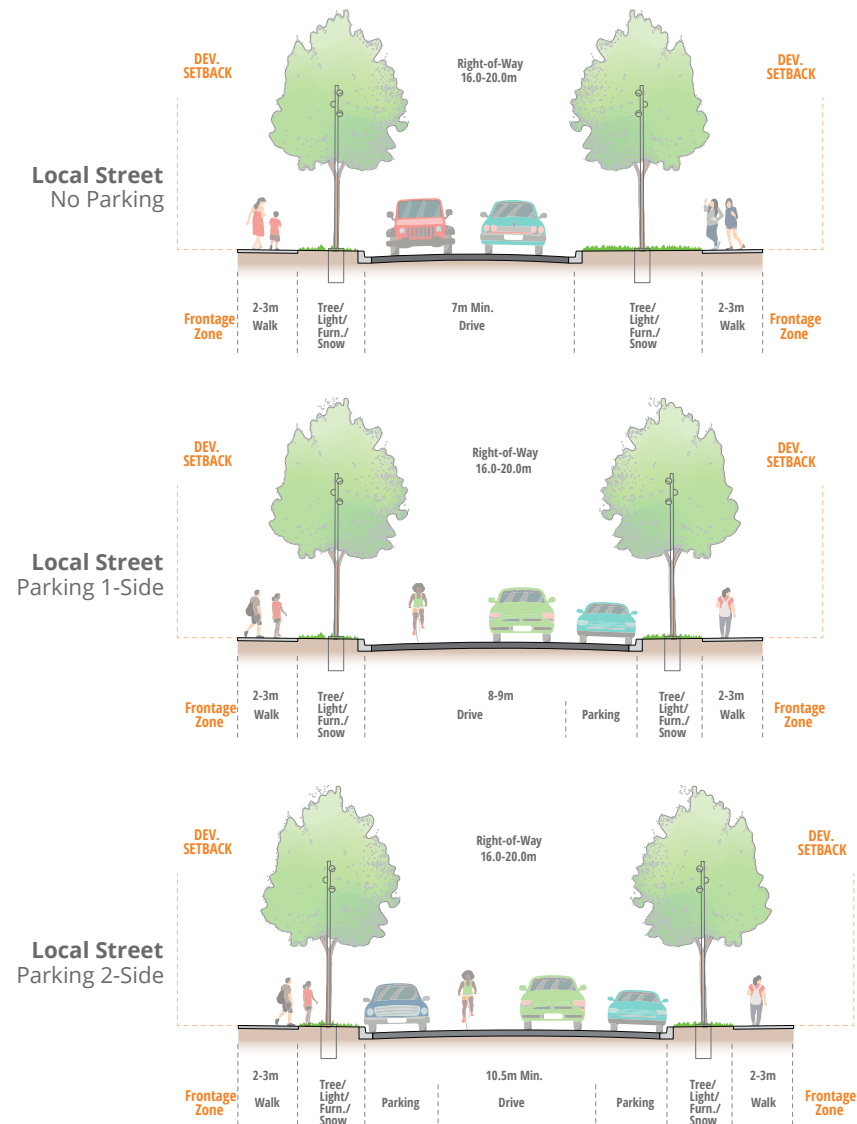 DEV.
SETBACK
Right-of-Way
16.0-20.0m
DEV.
SETBACK
Local Street
No Parking
Frontage
Zone
2-3m
Walk
Tree/
Light/
Furn./
Snow
7m Min.
Drive
Tree/
Light/
Furn./
Snow
2-3m
Walk
Frontage
Zone
DEV.
SETBACK
Right-of-Way
16.0-20.0m
DEV.
SETBACK
Local Street
Parking 1-Side
Frontage
Zone
2-3m
Walk
Tree/
Light/
Furn./
Snow
8-9m
Drive
Parking
Tree/
Light/
Furn./
Snow
2-3m
Walk
Frontage
Zone
DEV.
SETBACK
Right-of-Way
16.0-20.0m
DEV.
SETBACK
Local Street
Parking 2-Side
Frontage
Zone
2-3m
Walk
Tree/
Light/
Furn./
Snow
Parking
10.5m Min.
Drive
Parking
Tree/
Light/
Furn./
Snow
2-3m
Walk
Frontage
Zone